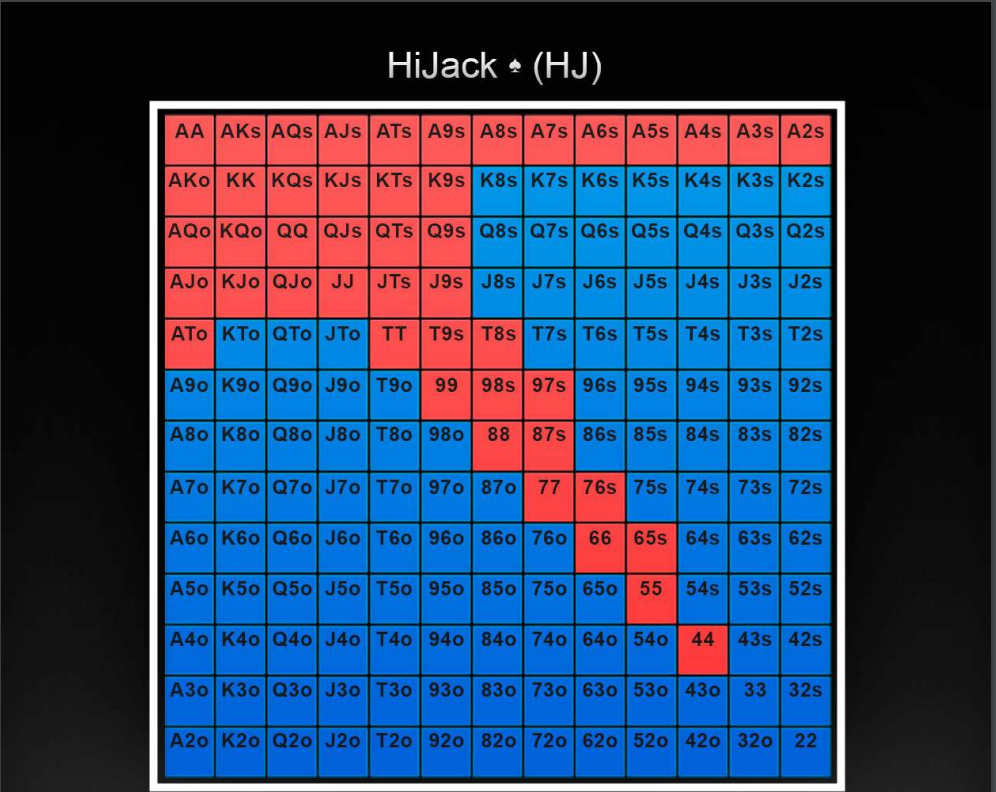 HiJack ♠ (HJ)
AA AKs AQs AJs ATs A9s A8s A7s A6s A5s A4s A3s A2s
AKo KK KQs KJs KTs K9s K8s K7s K6s K5s K4s K3s K2s
AQo KQo QQ QJs QTs Q9s Q8s Q7s Q6s Q5s Q4s Q3s Q2s
AJo KJo QJo JJ JTs J9s J8s J7s J6s J5s J4s J3s J2s
ATo KTo QTo JTo TT T9s T8s T7s T6s T5s T4s T3s T2s
A9o K9o Q9o J9o T9o 99 98s 97s 96s 95s 94s 93s 92s
A8o K8o Q8o J8o T8o 98o 88 87s 86s 85s 84s 83s 82s
A7o K7o Q7o J7o T7o 97o 87o 77 76s 75s 74s 73s 72s
A6o K6o Q6o J6o T6o 96o 86o 76o 66 65s 64s 63s 62s
A5o K5o Q5o J5o T5o 95o 85o 75o 65o 55 54s 53s 52s
A4o K4o Q4o J4o T4o 94o 84o 74o 64o 54o 44 43s 42s
A3o K3o Q3o J3o T3o 93o 83o 73o 63o 53o 43o 33 32s
A2o K2o Q2o J2o T2o 92o 82o 72o 62o 52o 42o 32o 22